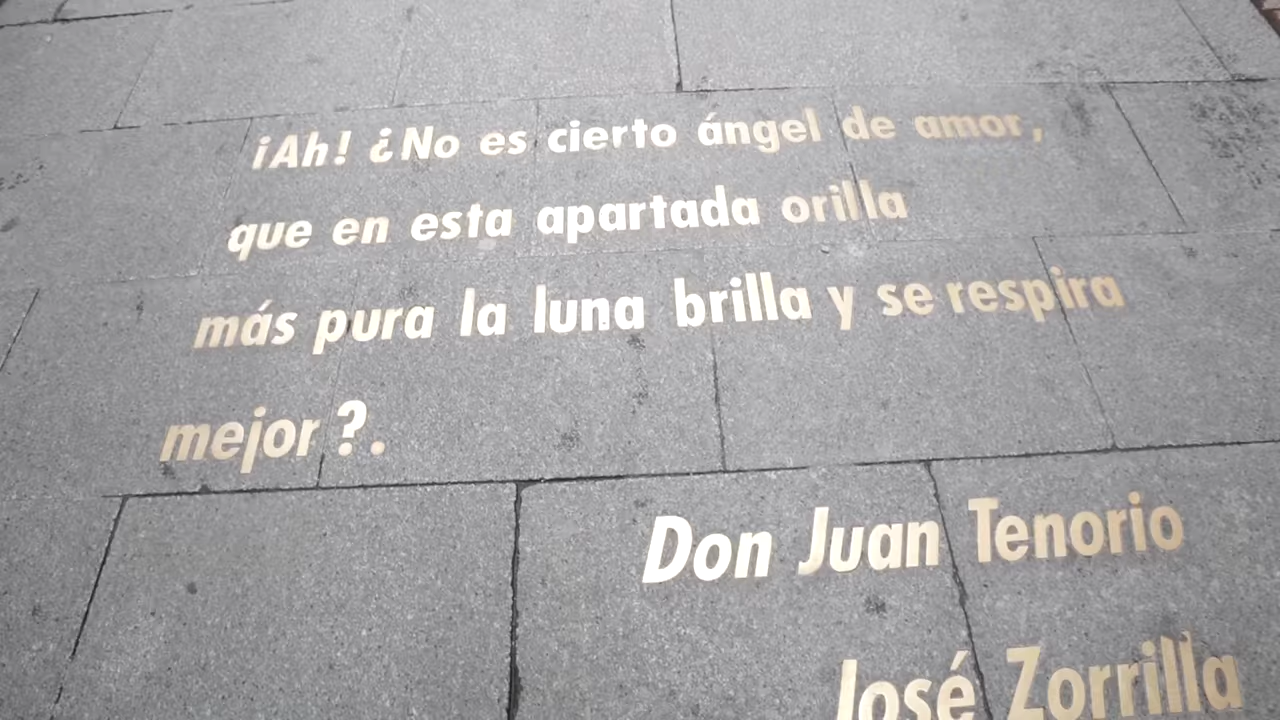 ¡Ah! ¿No es cierto ángel de amor,
que en esta apartada orilla
más pura la luna brilla y se respira
mejor?.
Don Juan Tenorio
José Zorrilla